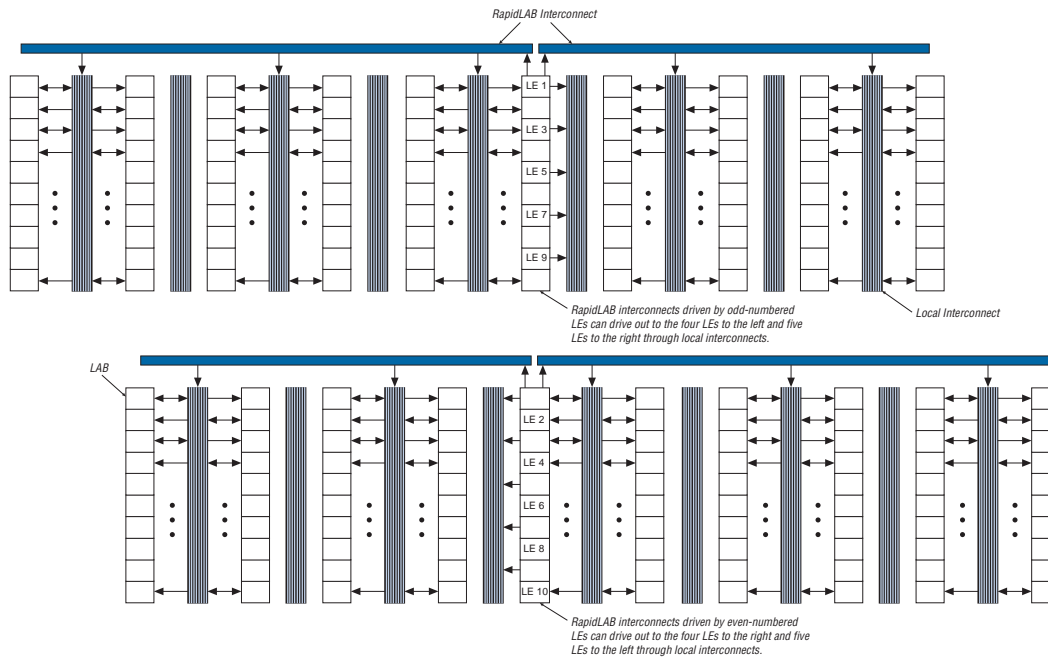 RapidLAB Interconnect
LE 1
LE 3
LE 5
LE 7
LE 9
RapidLAB interconnects driven by odd-numbered
LEs can drive out to the four LEs to the left and five
LEs to the right through local interconnects.
Local Interconnect
LAB
LE 2
LE 4
LE 6
LE 8
LE 10
RapidLAB interconnects driven by even-numbered
LEs can drive out to the four LEs to the right and five
LEs to the left through local interconnects.